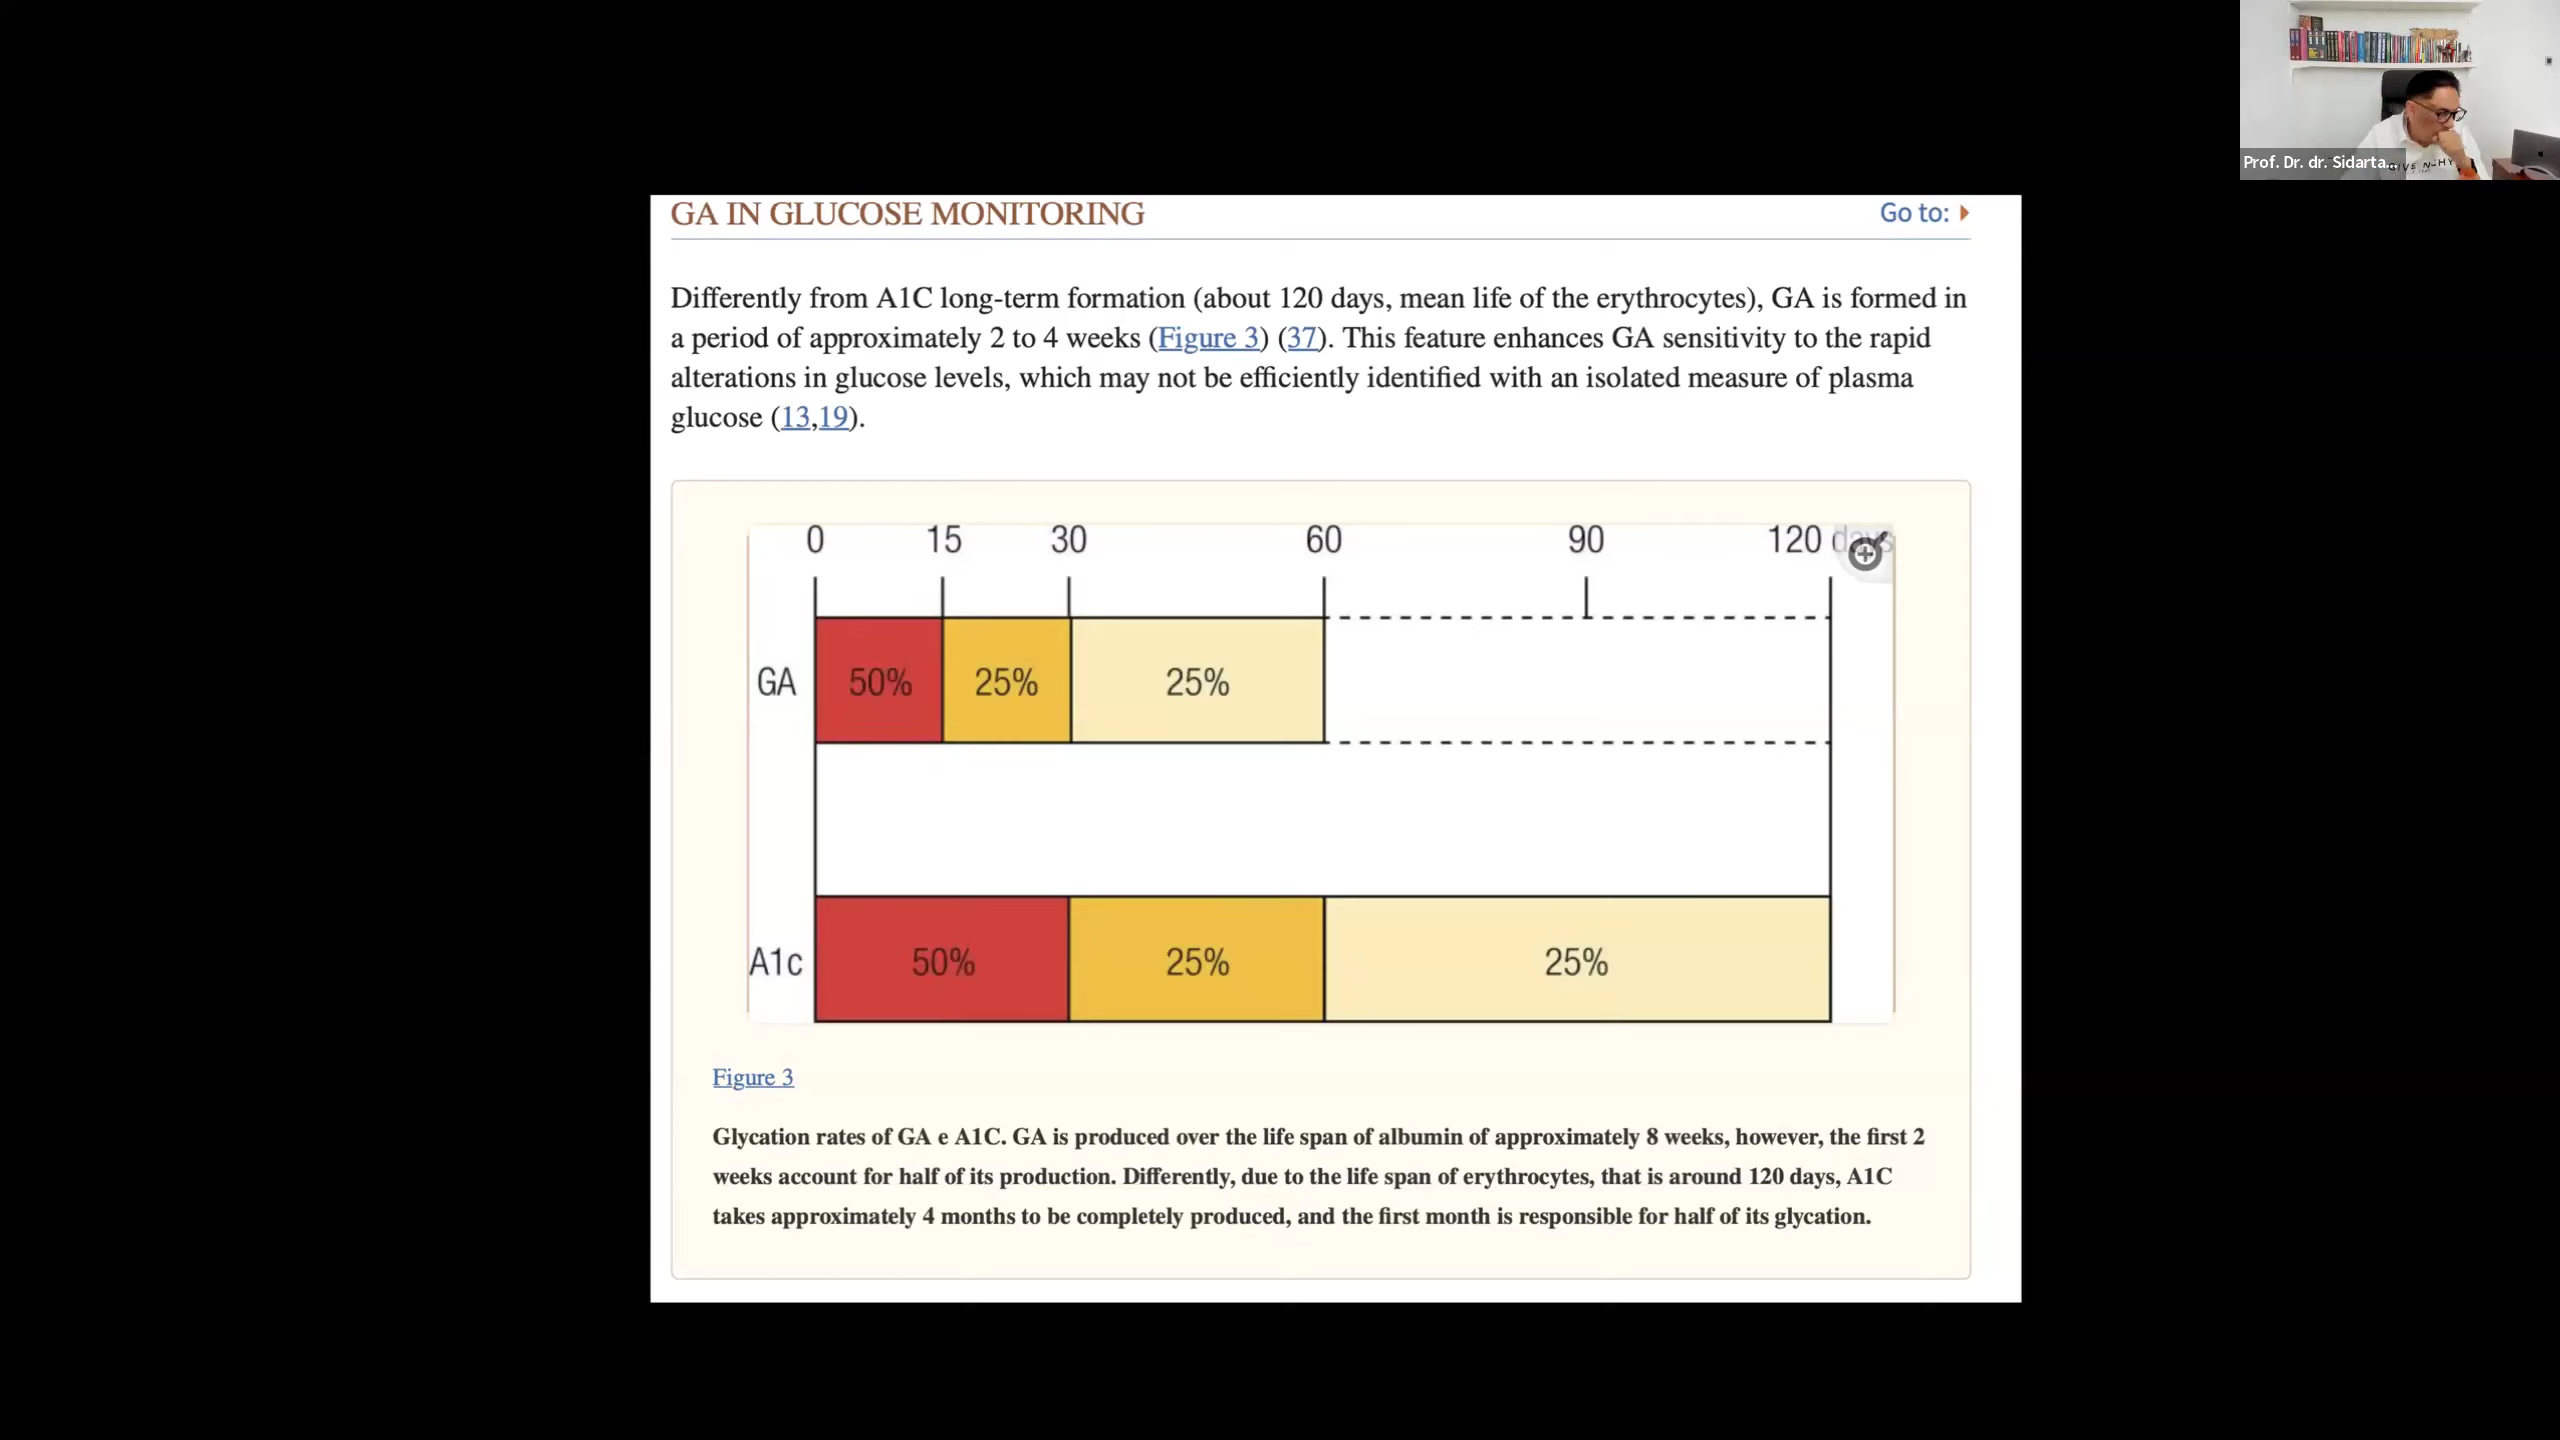 Prof. Dr. dr. Sidarta...
GA IN GLUCOSE MONITORING
Go to:
Differently from A1C long-term formation (about 120 days, mean life of the erythrocytes), GA is formed in
a period of approximately 2 to 4 weeks (Figure 3) (37). This feature enhances GA sensitivity to the rapid
alterations in glucose levels, which may not be efficiently identified with an isolated measure of plasma
glucose (13,19).
0 15 30 60 90 120 days
GA 50% 25% 25%
A1c 50% 25% 25%
Figure 3
Glycation rates of GA e A1C. GA is produced over the life span of albumin of approximately 8 weeks, however, the first 2
weeks account for half of its production. Differently, due to the life span of erythrocytes, that is around 120 days, A1C
takes approximately 4 months to be completely produced, and the first month is responsible for half of its glycation.